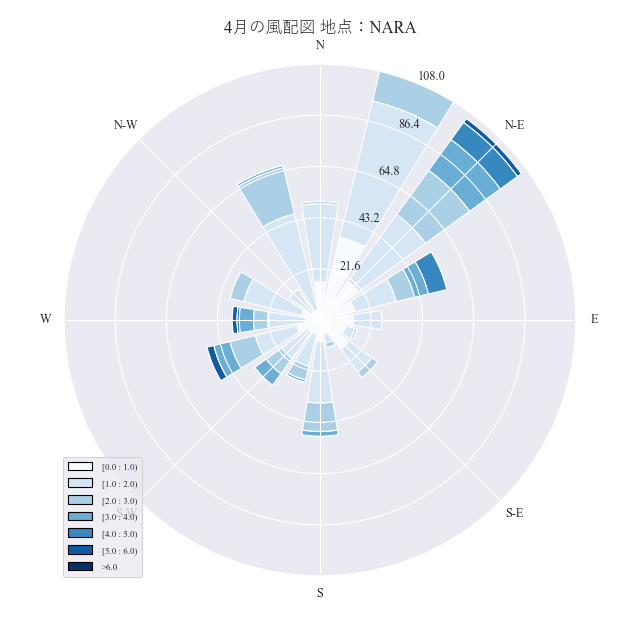 4月の風配図 地点：NARA
N
108.0
N-W
86.4
N-E
64.8
43.2
21.6
W
E
[0.0 : 1.0)
[1.0 : 2.0)
[2.0 : 3.0)
S-W
[3.0 : 4.0)
S-E
[4.0 : 5.0)
[5.0 : 6.0)
>6.0
S